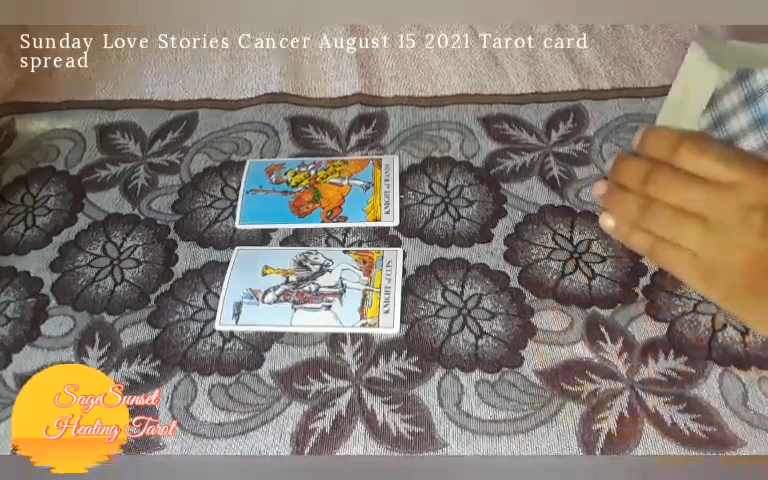 Sunday Love Stories Cancer August 15 2021 Tarot card
spread
KNIGHT of WANDS
KNIGHT of CUPS
SageSunset
Healing Tarot